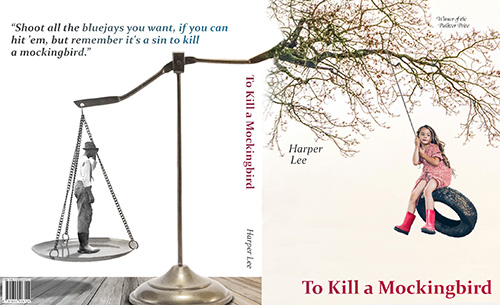 “Shoot all the bluejays you want, if you can
hit ’em, but remember it’s a sin to kill
a mockingbird.”
To Kill a Mockingbird
Harper Lee
Winner of the
Pulitzer Prize
Harper
Lee
To Kill a Mockingbird